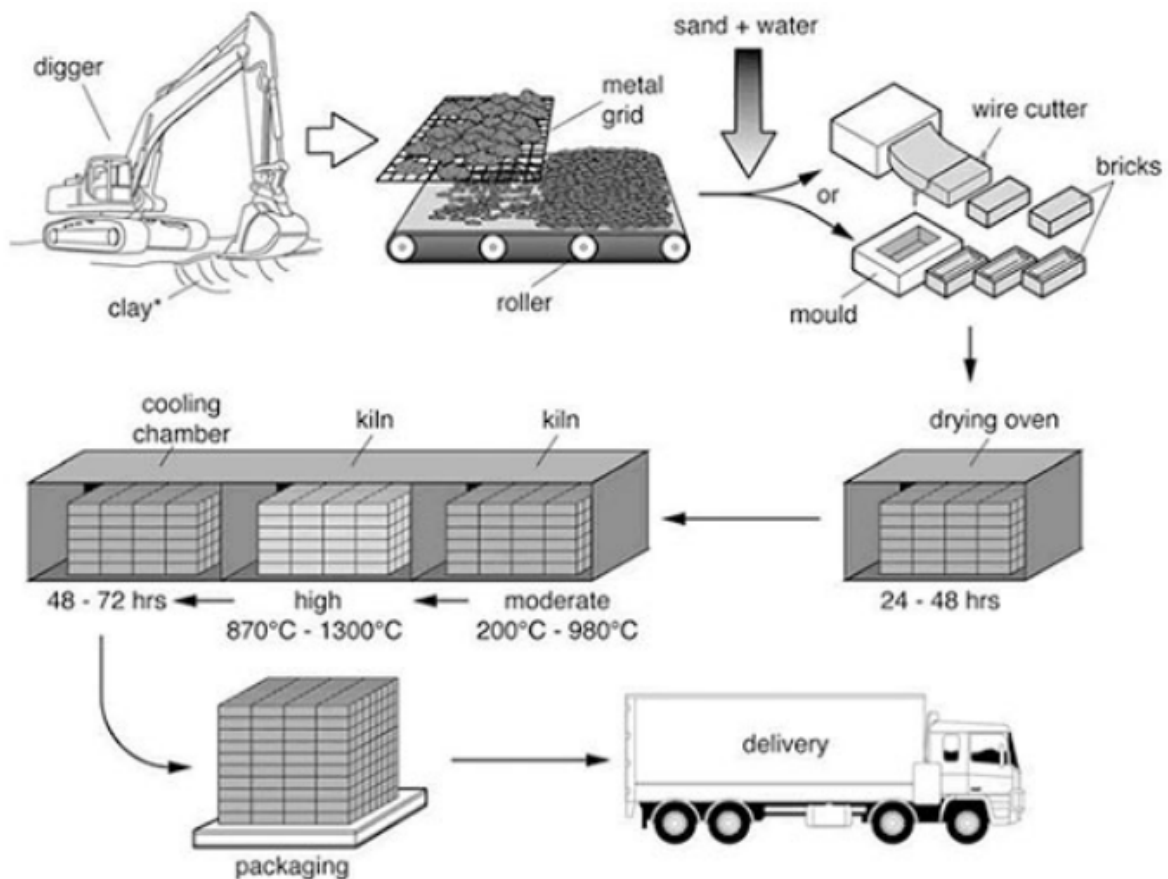 digger
clay*
metal
grid
roller
sand + water
wire cutter
or
bricks
mould
drying oven
24 - 48 hrs
kiln
moderate
200°C - 980°C
kiln
high
870°C - 1300°C
cooling
chamber
48 - 72 hrs
packaging
delivery